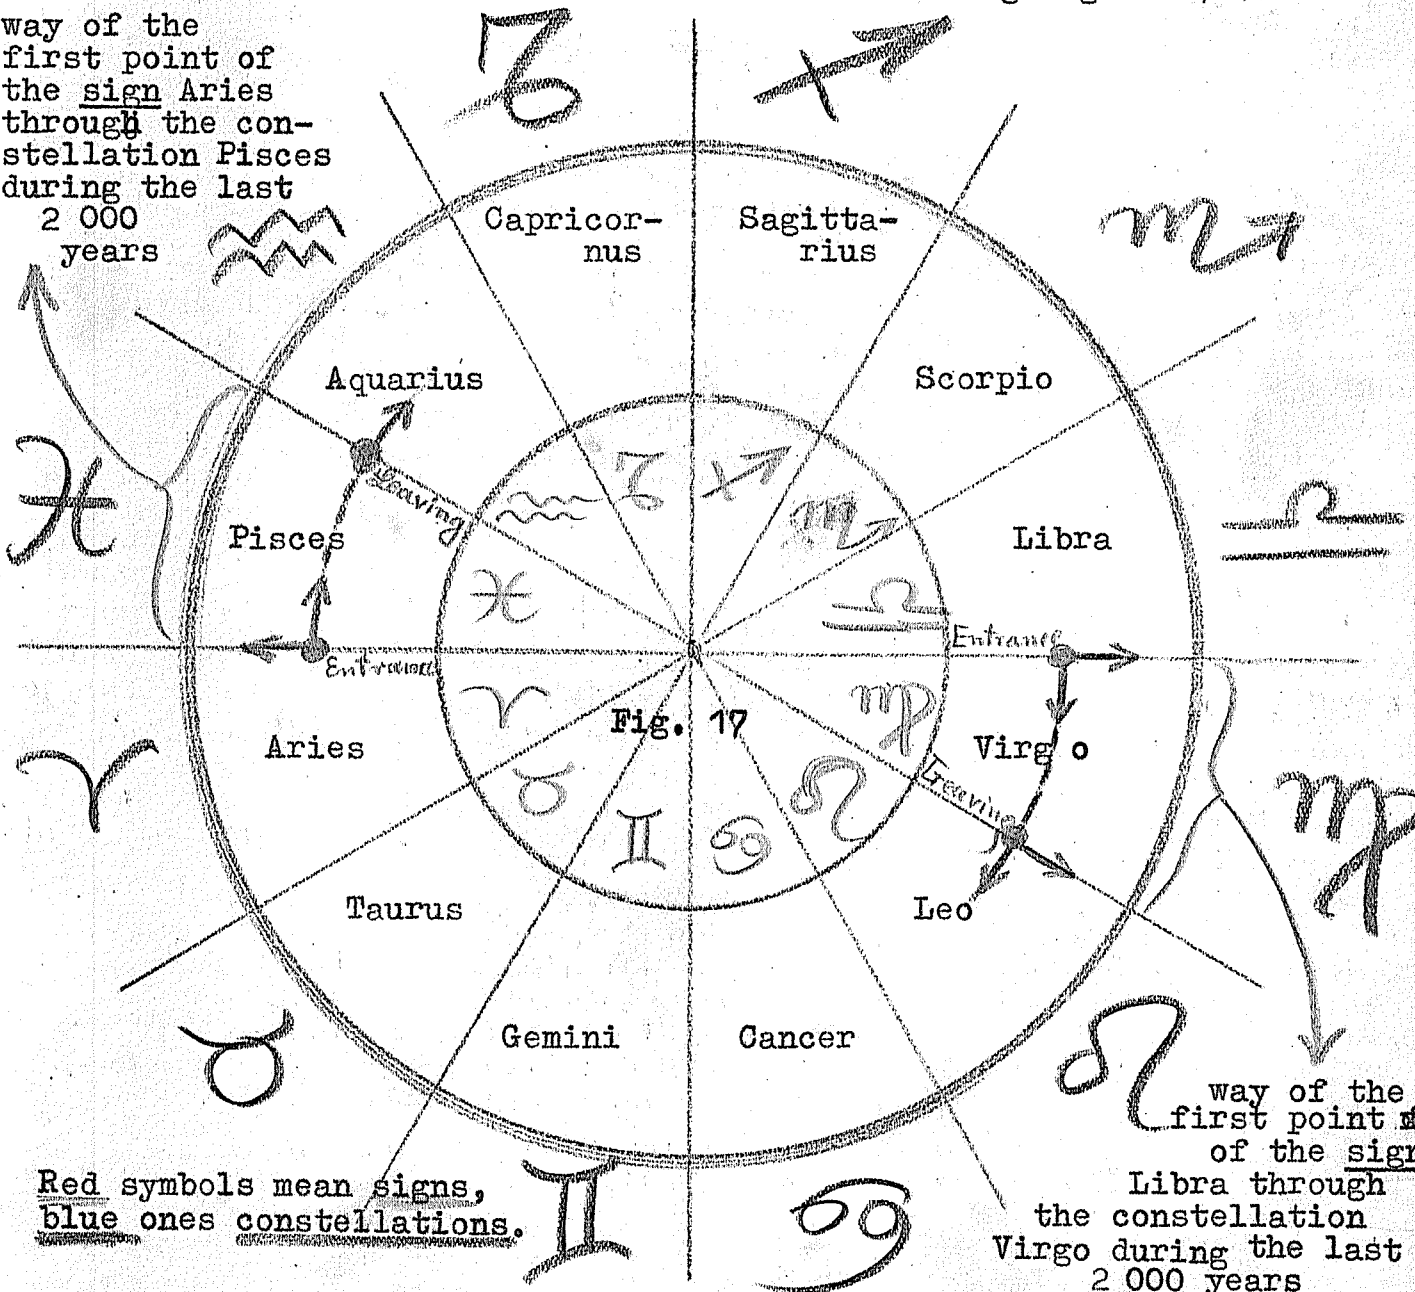 way of the
first point of
the sign Aries
through the con-
stellation Pisces
during the last
2 000
years
Capricor-
nus
Sagitta-
rius
Aquarius
Scorpio
Leaving
Pisces
Libra
Entrance
Entrance
Fig. 17
Aries
Virgo
Leaving
Taurus
Leo
Gemini
Cancer
Red symbols mean signs,
blue ones constellations.
way of the
first point
of the sign
Libra through
the constellation
Virgo during the last
2 000 years